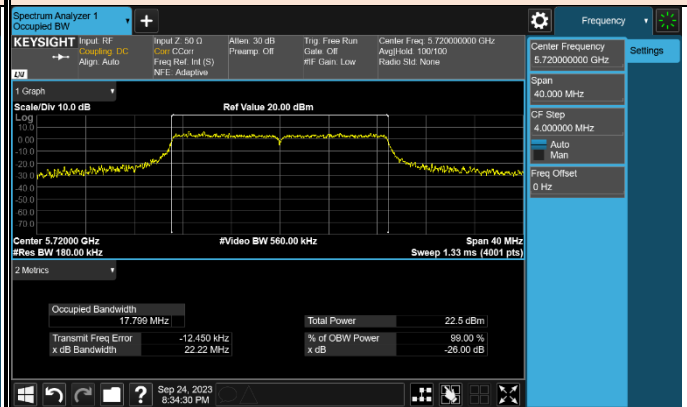 Spectrum Analyzer 1
Occupied BW
Frequency
KEYSIGHT
Input: RF
Coupling: DC
Align: Auto
Input Z: 50 Ω
Corr CCorr
Freq Ref: Int (S)
NFE: Adaptive
Atten: 30 dB
Preamp: Off
Trig: Free Run
Gate: Off
#IF Gain: Low
Center Freq: 5.720000000 GHz
Avg|Hold: 100/100
Radio Std: None
LXI
Center Frequency
5.720000000 GHz
Settings
Span
40.000 MHz
CF Step
4.000000 MHz
Auto
Man
Freq Offset
0 Hz
1 Graph
Scale/Div 10.0 dB
Ref Value 20.00 dBm
Log
10.0
0.00
-10.0
-20.0
-30.0
-40.0
-50.0
-60.0
-70.0
Center 5.72000 GHz
#Video BW 560.00 kHz
Span 40 MHz
#Res BW 180.00 kHz
Sweep 1.33 ms (4001 pts)
2 Metrics
Occupied Bandwidth
17.799 MHz
Total Power
22.5 dBm
Transmit Freq Error
-12.450 kHz
% of OBW Power
99.00 %
x dB Bandwidth
22.22 MHz
x dB
-26.00 dB
?
Sep 24, 2023
8:34:30 PM